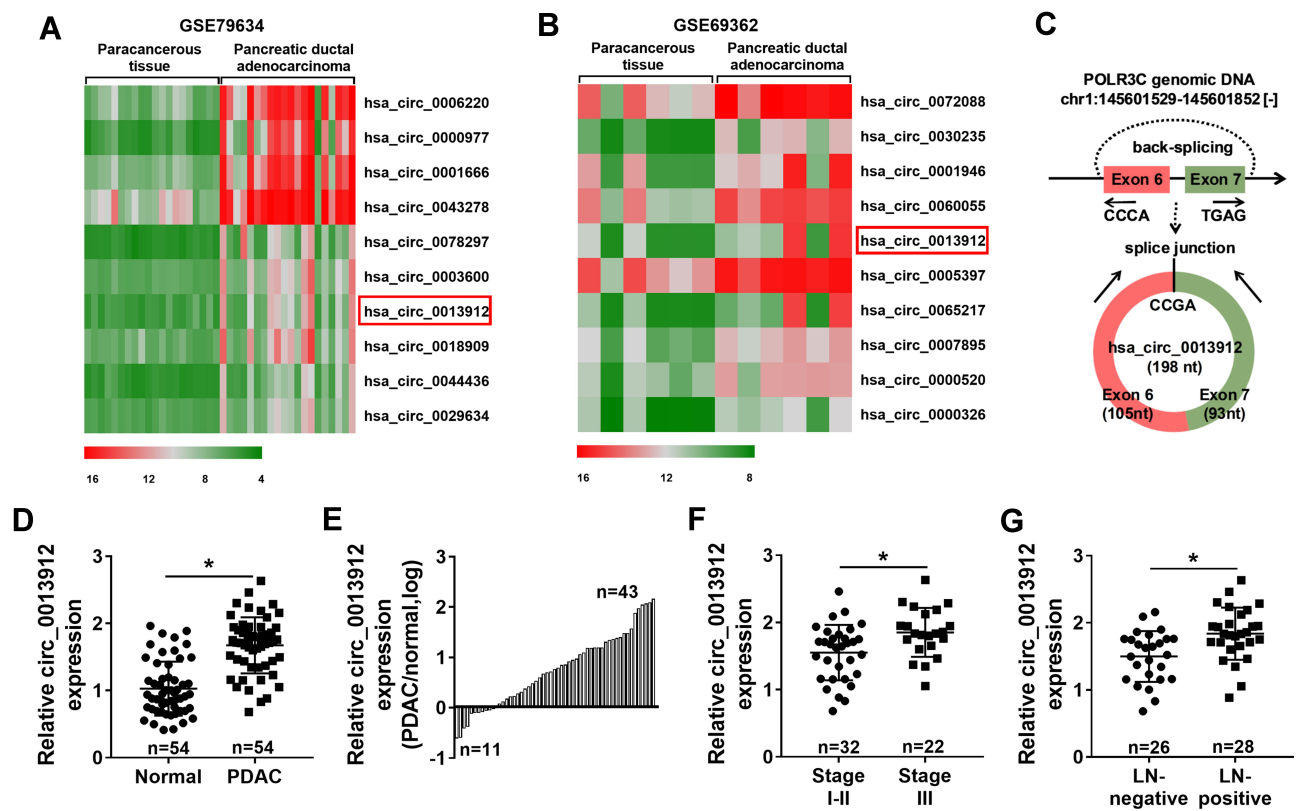 A
GSE79634
Paracancerous
tissue
Pancreatic ductal
adenocarcinoma
hsa_circ_0006220
hsa_circ_0000977
hsa_circ_0001666
hsa_circ_0043278
hsa_circ_0078297
hsa_circ_0003600
hsa_circ_0013912
hsa_circ_0018909
hsa_circ_0044436
hsa_circ_0029634
16 12 8 4
B
GSE69362
Paracancerous
tissue
Pancreatic ductal
adenocarcinoma
hsa_circ_0072088
hsa_circ_0030235
hsa_circ_0001946
hsa_circ_0060055
hsa_circ_0013912
hsa_circ_0005397
hsa_circ_0065217
hsa_circ_0007895
hsa_circ_0000520
hsa_circ_0000326
16 12 8
C
POLR3C genomic DNA
chr1:145601529-145601852 [-]
back-splicing
Exon 6 Exon 7
CCCA TGAG
splice junction
CCGA
hsa_circ_0013912
(198 nt)
Exon 6 Exon 7
(105nt) (93nt)
D
Relative circ_0013912
expression
3
2
1
0
*
n=54 n=54
Normal PDAC
E
Relative circ_0013912
expression
(PDAC/normal,log)
3
2
1
0
-1
n=43
n=11
F
Relative circ_0013912
expression
3
2
1
0
*
n=32 n=22
Stage Stage
I-II III
G
Relative circ_0013912
expression
3
2
1
0
*
n=26 n=28
LN- LN-
negative positive